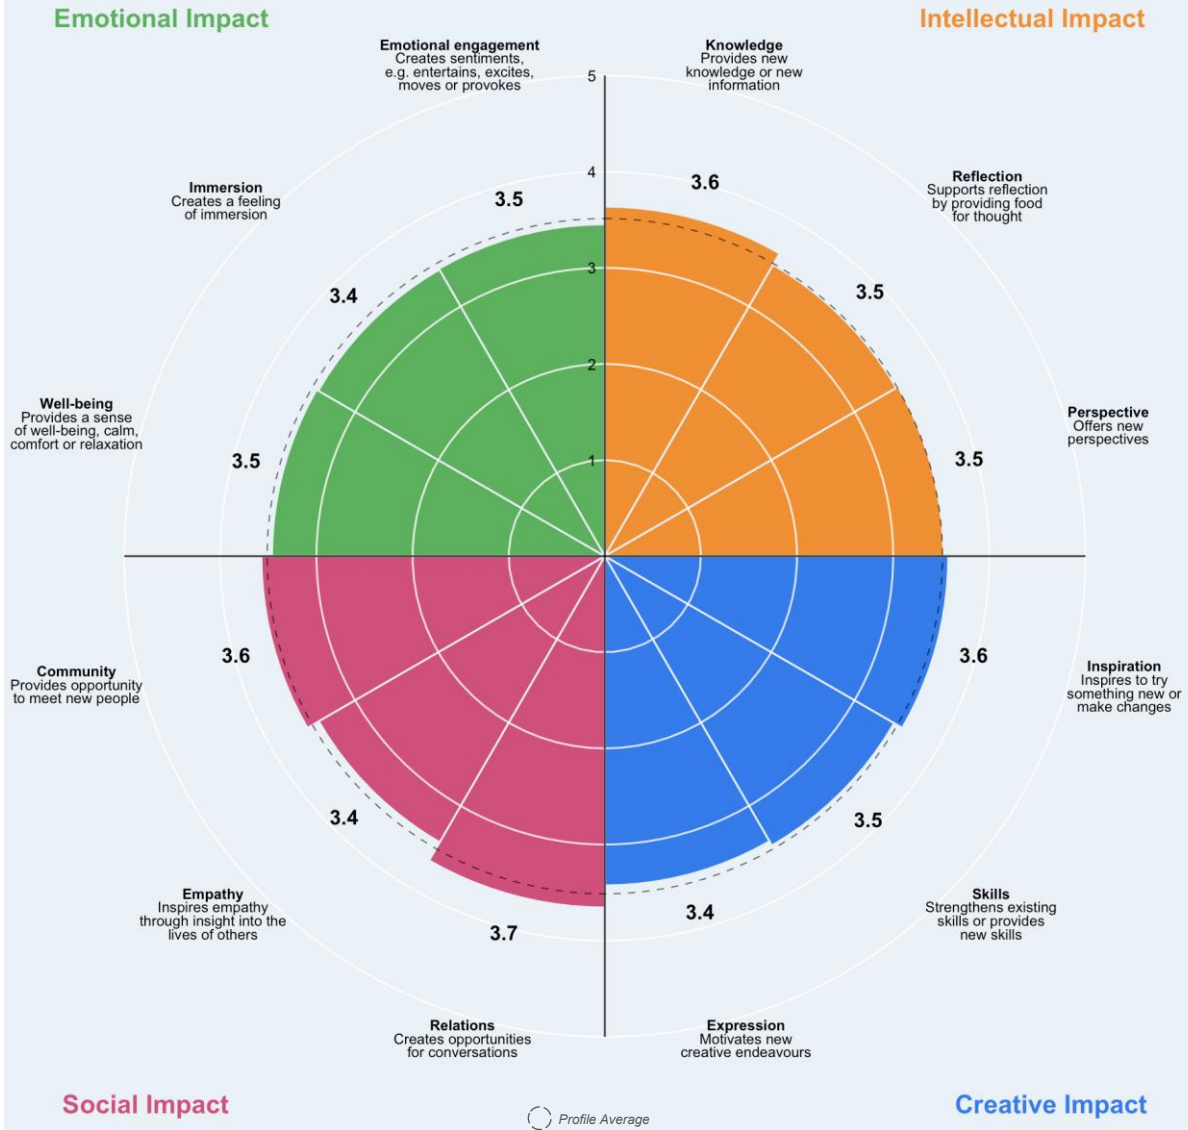 Emotional Impact
Intellectual Impact
Emotional engagement
Creates sentiments,
e.g. entertains, excites,
moves or provokes
Knowledge
Provides new
knowledge or new
information
5
4
3
2
1
Immersion
Creates a feeling
of immersion
3.5
3.6
Reflection
Supports reflection
by providing food
for thought
3.4
3.5
Well-being
Provides a sense
of well-being, calm,
comfort or relaxation
3.5
3.5
Perspective
Offers new
perspectives
Community
Provides opportunity
to meet new people
3.6
3.6
Inspiration
Inspires to try
something new or
make changes
3.4
3.5
Empathy
Inspires empathy
through insight into the
lives of others
3.7
3.4
Skills
Strengthens existing
skills or provides
new skills
Relations
Creates opportunities
for conversations
Expression
Motivates new
creative endeavours
Social Impact
Profile Average
Creative Impact